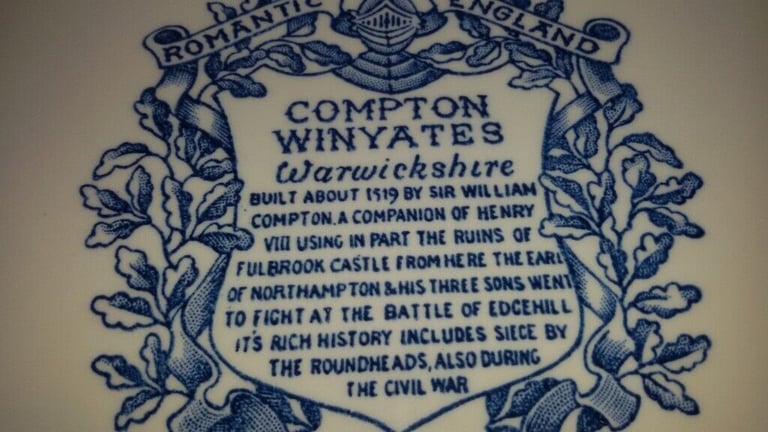 ROMANTIC ENGLAND
COMPTON
WINYATES
Warwickshire
BUILT ABOUT 1519 BY SIR WILLIAM
COMPTON. A COMPANION OF HENRY
VIII USING IN PART THE RUINS OF
FULBROOK CASTLE FROM HERE THE EARL
OF NORTHAMPTON & HIS THREE SONS WENT
TO FIGHT AT THE BATTLE OF EDGEHILL
IT'S RICH HISTORY INCLUDES SIEGE BY
THE ROUNDHEADS, ALSO DURING
THE CIVIL WAR